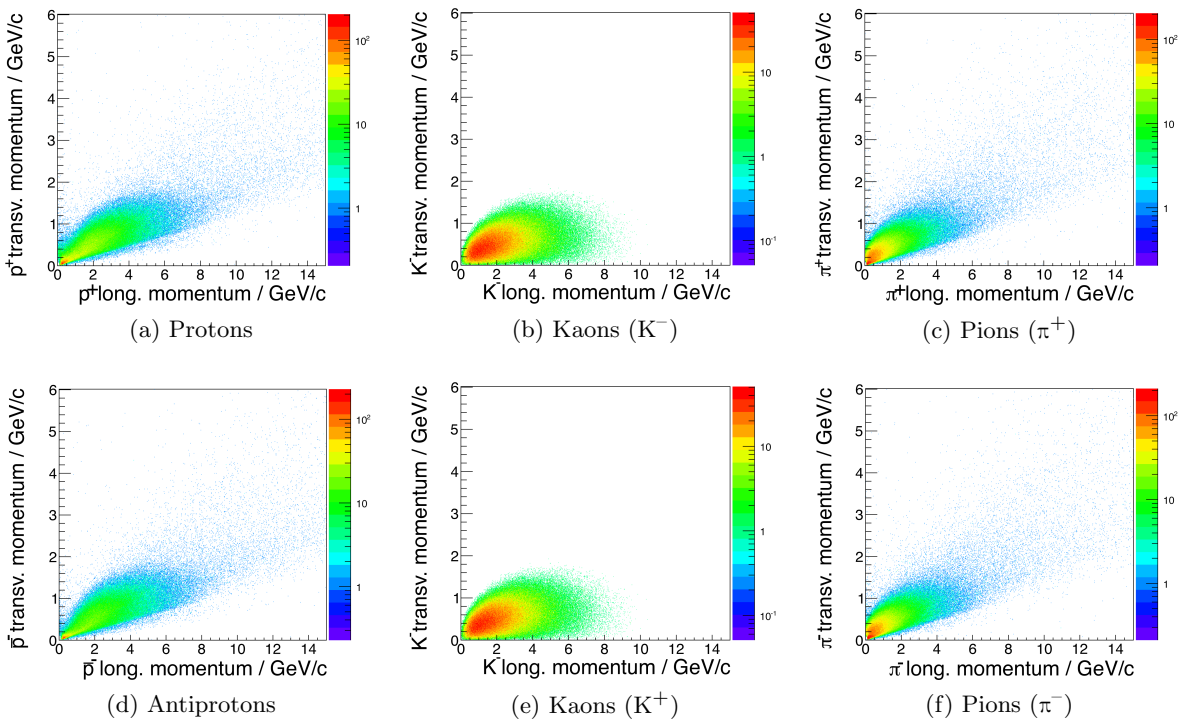 p+ transv. momentum / GeV/c
6
5
4
3
2
1
0
0 2 4 6 8 10 12 14
p+ long. momentum / GeV/c
10²
10
1
(a) Protons
K- transv. momentum / GeV/c
6
5
4
3
2
1
0
0 2 4 6 8 10 12 14
K- long. momentum / GeV/c
10
1
10⁻¹
(b) Kaons (K⁻)
π+ transv. momentum / GeV/c
6
5
4
3
2
1
0
0 2 4 6 8 10 12 14
π+ long. momentum / GeV/c
10²
10
1
(c) Pions (π⁺)
p̄- transv. momentum / GeV/c
6
5
4
3
2
1
0
0 2 4 6 8 10 12 14
p̄- long. momentum / GeV/c
10²
10
1
(d) Antiprotons
K- transv. momentum / GeV/c
6
5
4
3
2
1
0
0 2 4 6 8 10 12 14
K- long. momentum / GeV/c
10
1
10⁻¹
(e) Kaons (K⁺)
π- transv. momentum / GeV/c
6
5
4
3
2
1
0
0 2 4 6 8 10 12 14
π- long. momentum / GeV/c
10²
10
1
(f) Pions (π⁻)